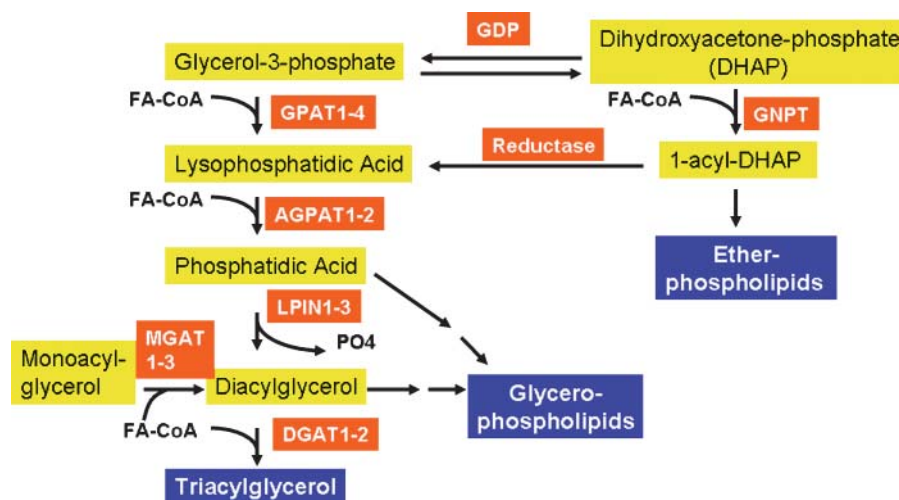 GDP
Glycerol-3-phosphate
Dihydroxyacetone-phosphate
(DHAP)
FA-CoA
GPAT1-4
FA-CoA
GNPT
Lysophosphatidic Acid
Reductase
1-acyl-DHAP
FA-CoA
AGPAT1-2
Phosphatidic Acid
Ether-
phospholipids
LPIN1-3
PO4
MGAT
1-3
Monoacyl-
glycerol
Diacylglycerol
Glycero-
phospholipids
FA-CoA
DGAT1-2
Triacylglycerol